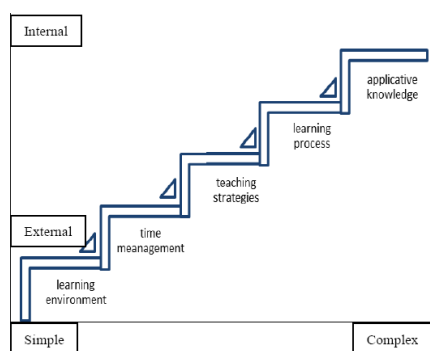 Internal
applicative
knowledge
learning
process
teaching
strategies
External
time
meanagement
learning
environment
Simple
Complex